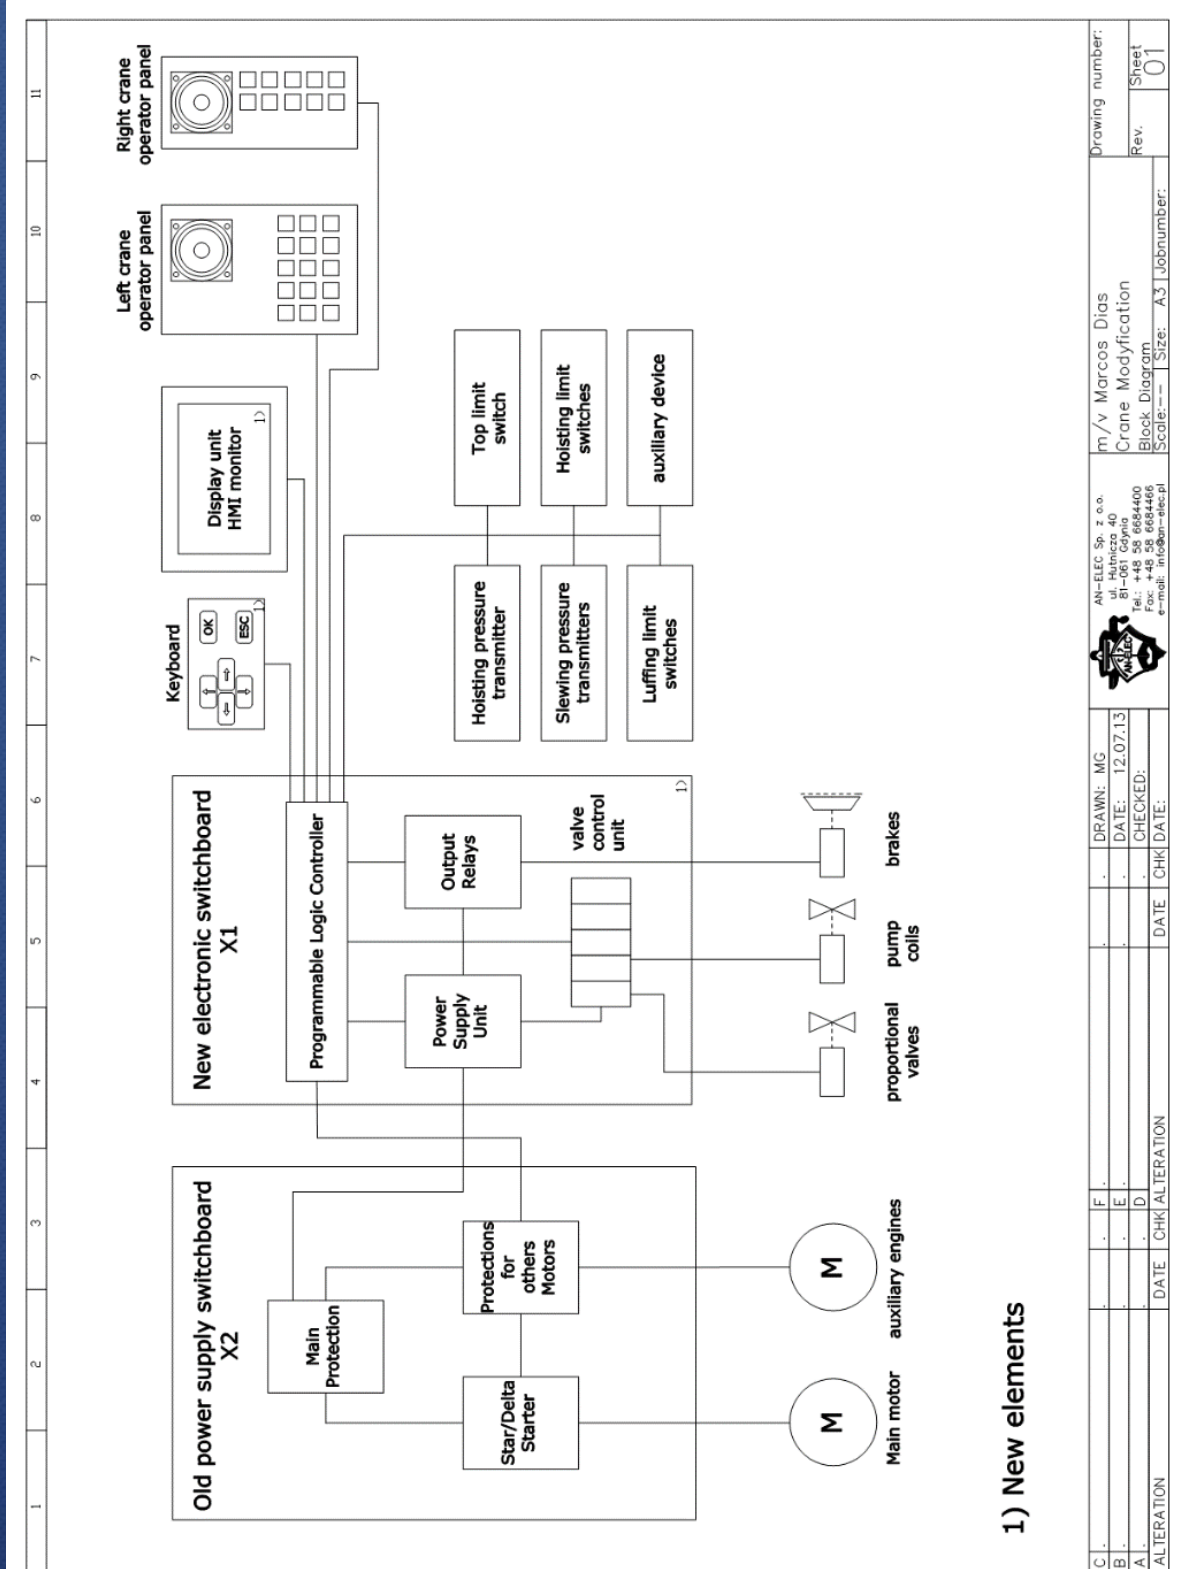 1
2
3
4
5
6
7
8
9
10
11
Old power supply switchboard
X2
Main
Protection
Star/Delta
Starter
Protections
for
others
Motors
M
Main motor
M
auxiliary engines
New electronic switchboard
X1
Programmable Logic Controller
Power
Supply
Unit
Output
Relays
valve
control
unit
1)
proportional
valves
pump
coils
brakes
Keyboard
OK
ESC
1)
Display unit
HMI monitor
1)
Left crane
operator panel
Right crane
operator panel
Hoisting pressure
transmitter
Top limit
switch
Slewing pressure
transmitters
Hoisting limit
switches
Luffing limit
switches
auxiliary device
1) New elements
C
B
A
ALTERATION
DATE
CHK
F
E
D
ALTERATION
DATE
CHK
DRAWN: MG
DATE: 12.07.13
CHECKED:
DATE:
AN-ELEC
AN-ELEC Sp. z o.o.
ul. Hutnicza 40
81-061 Gdynia
Tel.: +48 58 6684400
Fax: +48 58 6684466
e-mail: info@an-elec.pl
m/v Marcos Dias
Crane Modyfication
Block Diagram
Scale:-- Size: A3 Jobnumber:
Drawing number:
Rev.
Sheet
01